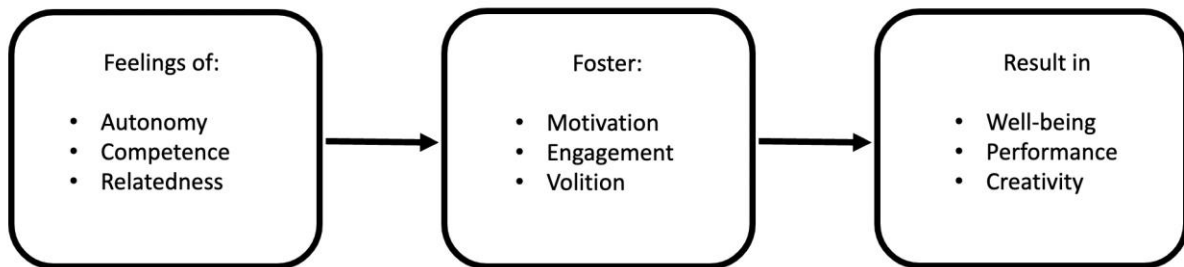 Feelings of:
• Autonomy
• Competence
• Relatedness
Foster:
• Motivation
• Engagement
• Volition
Result in
• Well-being
• Performance
• Creativity